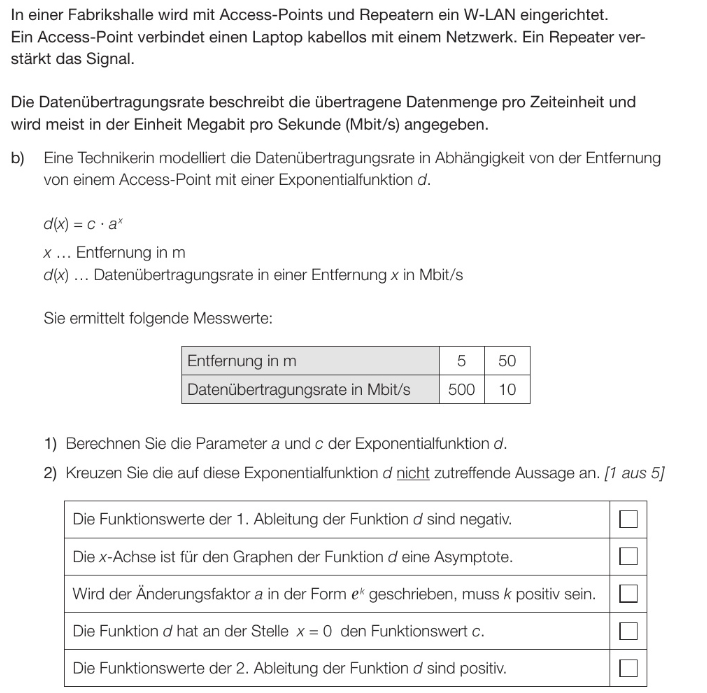 In einer Fabrikshalle wird mit Access-Points und Repeatern ein W-LAN eingerichtet.
Ein Access-Point verbindet einen Laptop kabellos mit einem Netzwerk. Ein Repeater ver-
stärkt das Signal.
Die Datenübertragungsrate beschreibt die übertragene Datenmenge pro Zeiteinheit und
wird meist in der Einheit Megabit pro Sekunde (Mbit/s) angegeben.
b) Eine Technikerin modelliert die Datenübertragungsrate in Abhängigkeit von der Entfernung
von einem Access-Point mit einer Exponentialfunktion d.
d(x) = c · aˣ
x … Entfernung in m
d(x) … Datenübertragungsrate in einer Entfernung x in Mbit/s
Sie ermittelt folgende Messwerte:
Entfernung in m 5 50
Datenübertragungsrate in Mbit/s 500 10
1) Berechnen Sie die Parameter a und c der Exponentialfunktion d.
2) Kreuzen Sie die auf diese Exponentialfunktion d nicht zutreffende Aussage an. [1 aus 5]
Die Funktionswerte der 1. Ableitung der Funktion d sind negativ.
Die x-Achse ist für den Graphen der Funktion d eine Asymptote.
Wird der Änderungsfaktor a in der Form eᵏ geschrieben, muss k positiv sein.
Die Funktion d hat an der Stelle x = 0 den Funktionswert c.
Die Funktionswerte der 2. Ableitung der Funktion d sind positiv.